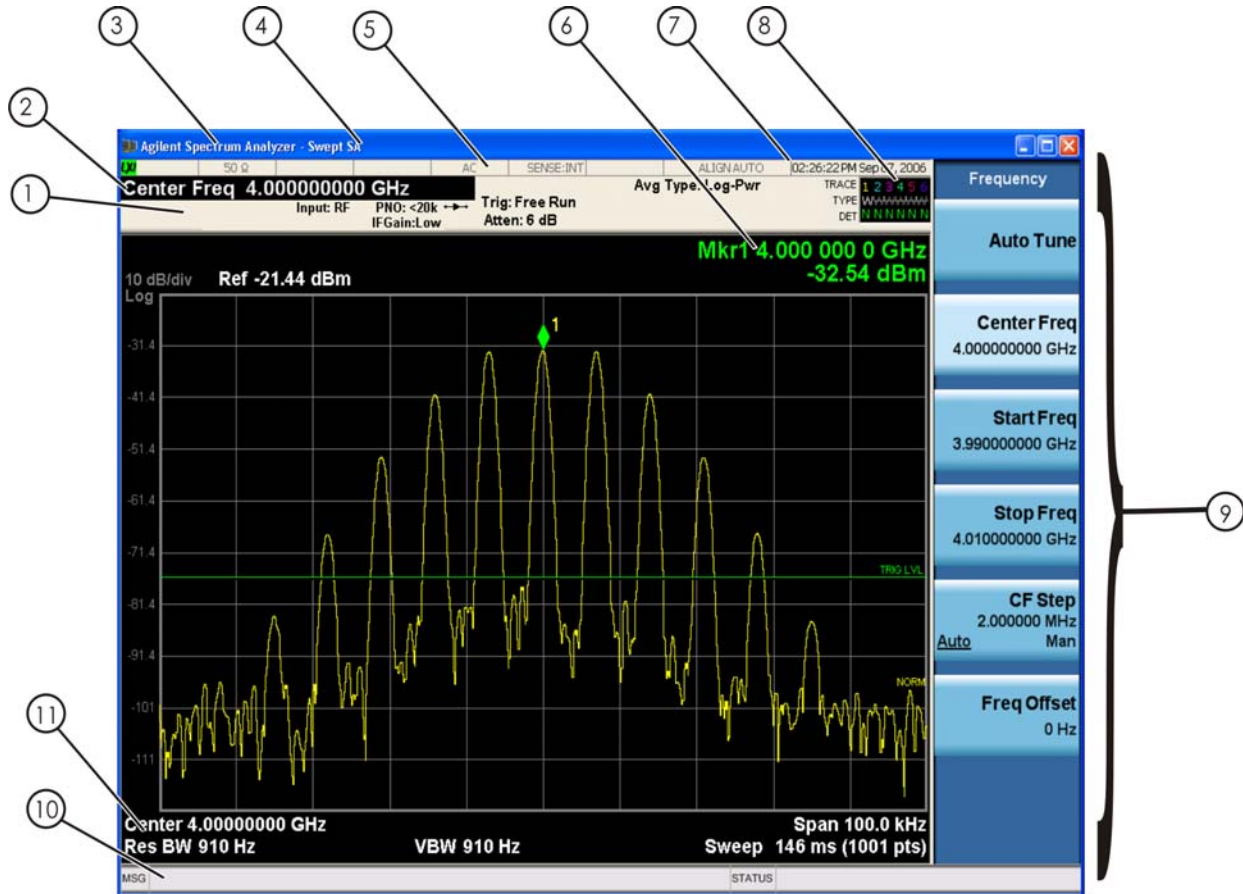 3
4
5
6
7
8
2
1
Agilent Spectrum Analyzer - Swept SA
LXI 50 Ω AC SENSE:INT ALIGN AUTO 02:26:22 PM Sep 07, 2006
Center Freq 4.000000000 GHz
Input: RF PNO: <20k
IFGain:Low
Trig: Free Run
Atten: 6 dB
Avg Type: Log-Pwr
TRACE 1 2 3 4 5 6
TYPE W
DET N N N N N N
Mkr1 4.000 000 0 GHz
-32.54 dBm
10 dB/div Ref -21.44 dBm
Log
1
-31.4
-41.4
-51.4
-61.4
-71.4
TRIG LVL
-81.4
-91.4
NORM
-101
-111
Center 4.00000000 GHz Span 100.0 kHz
Res BW 910 Hz VBW 910 Hz Sweep 146 ms (1001 pts)
MSG STATUS
Frequency
Auto Tune
Center Freq
4.000000000 GHz
Start Freq
3.990000000 GHz
Stop Freq
4.010000000 GHz
CF Step
2.000000 MHz
Auto Man
Freq Offset
0 Hz
9
11
10